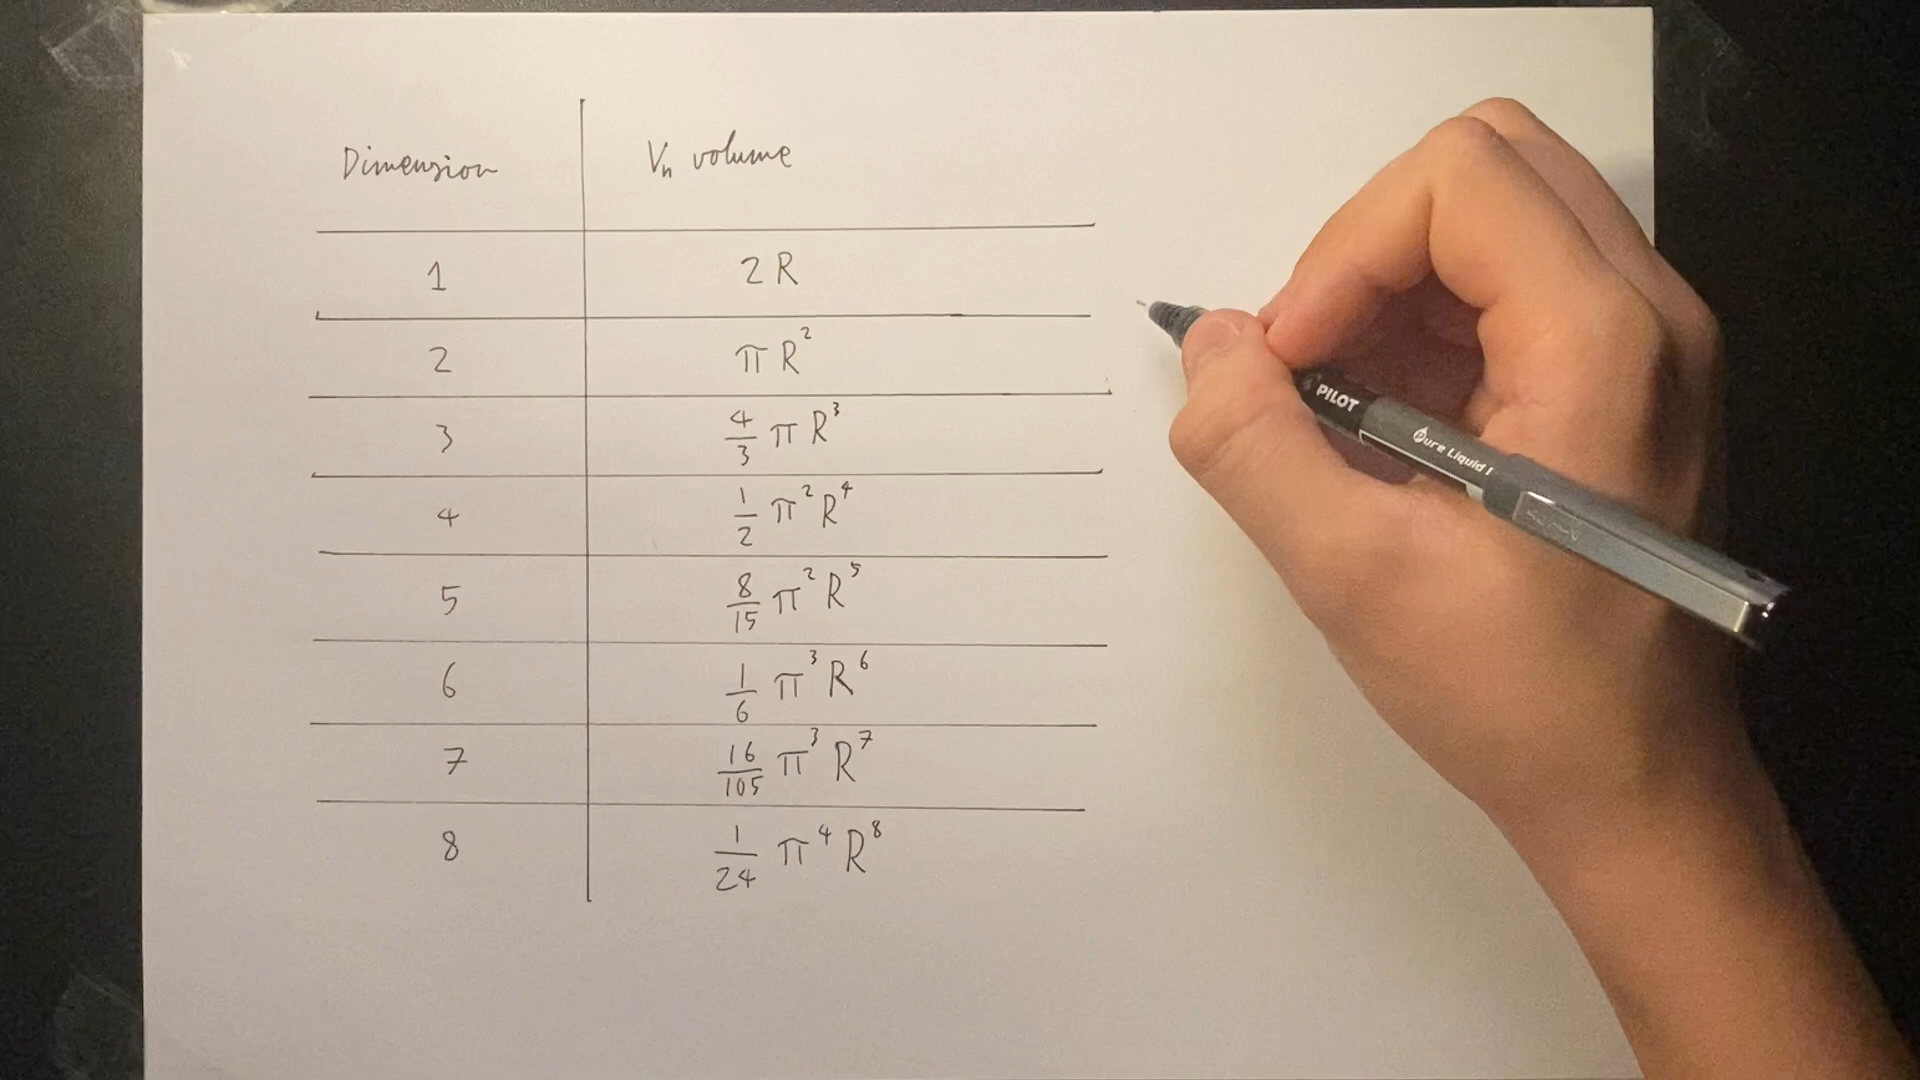 Dimension Vn volume
1 2R
2 πR²
3 4/3 πR³
4 1/2 π²R⁴
5 8/15 π²R⁵
6 1/6 π³R⁶
7 16/105 π³R⁷
8 1/24 π⁴R⁸
PILOT
Pure Liquid I